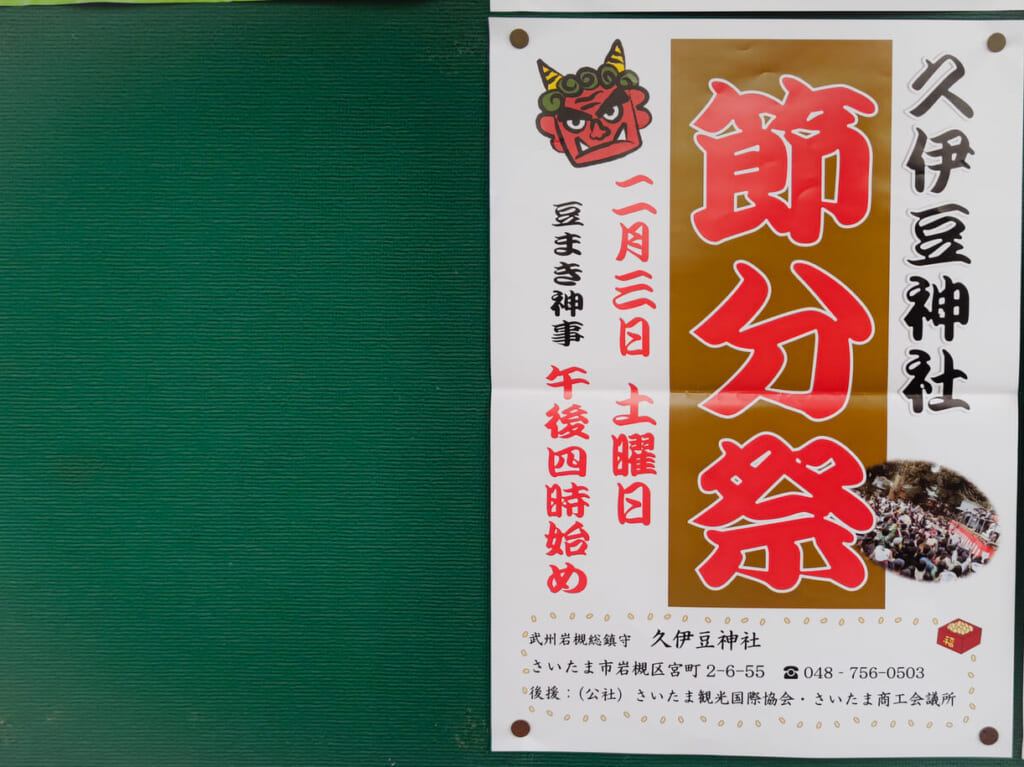 久伊豆神社
節分祭
二月三日 土曜日
豆まき神事 午後四時始め
武州岩槻総鎮守 久伊豆神社
さいたま市岩槻区宮町 2-6-55 ☎ 048 - 756-0503
後援：（公社）さいたま観光国際協会・さいたま商工会議所
福